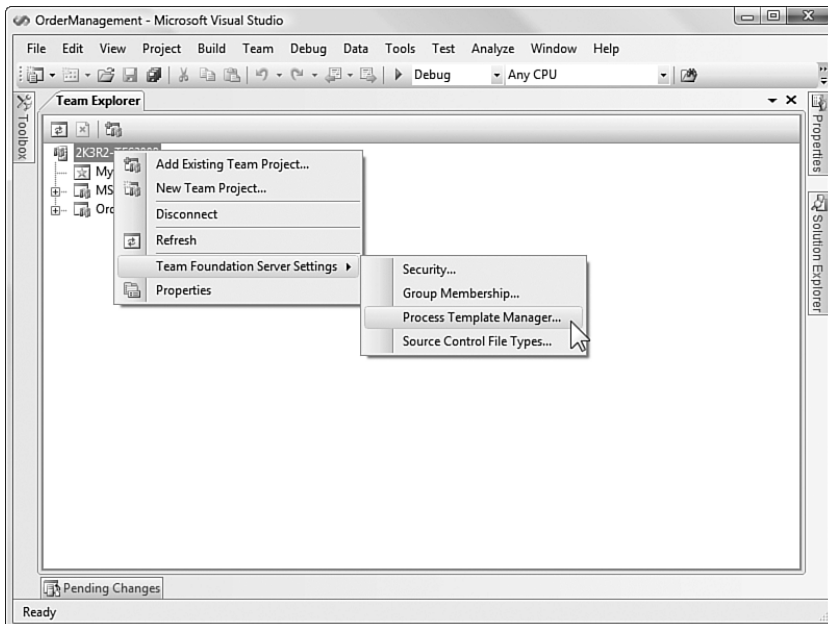 OrderManagement - Microsoft Visual Studio
File Edit View Project Build Team Debug Data Tools Test Analyze Window Help
Debug Any CPU
Toolbox
Team Explorer
Properties
Solution Explorer
2K3R2-
My
MS
Ord
Add Existing Team Project...
New Team Project...
Disconnect
Refresh
Team Foundation Server Settings
Properties
Security...
Group Membership...
Process Template Manager...
Source Control File Types...
Pending Changes
Ready